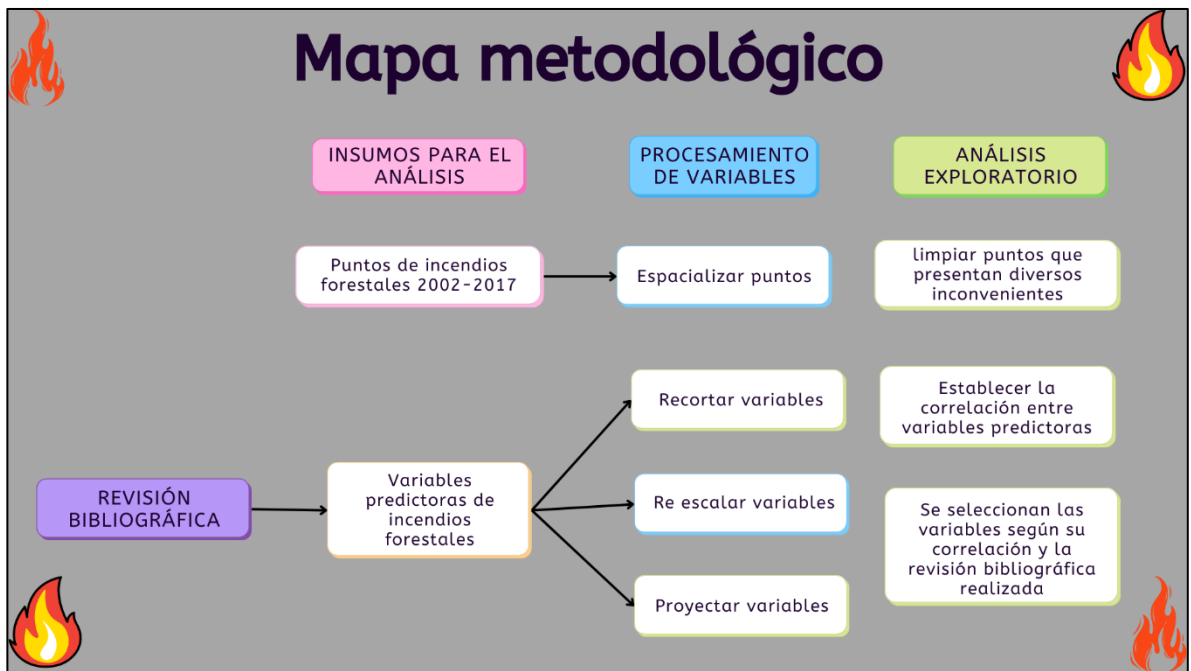 Mapa metodológico
INSUMOS PARA EL
ANÁLISIS
PROCESAMIENTO
DE VARIABLES
ANÁLISIS
EXPLORATORIO
Puntos de incendios
forestales 2002-2017
Espacializar puntos
limpiar puntos que
presentan diversos
inconvenientes
Recortar variables
Establecer la
correlación entre
variables predictoras
REVISIÓN
BIBLIOGRÁFICA
Variables
predictoras de
incendios
forestales
Re escalar variables
Se seleccionan las
variables según su
correlación y la
revisión bibliográfica
realizada
Proyectar variables